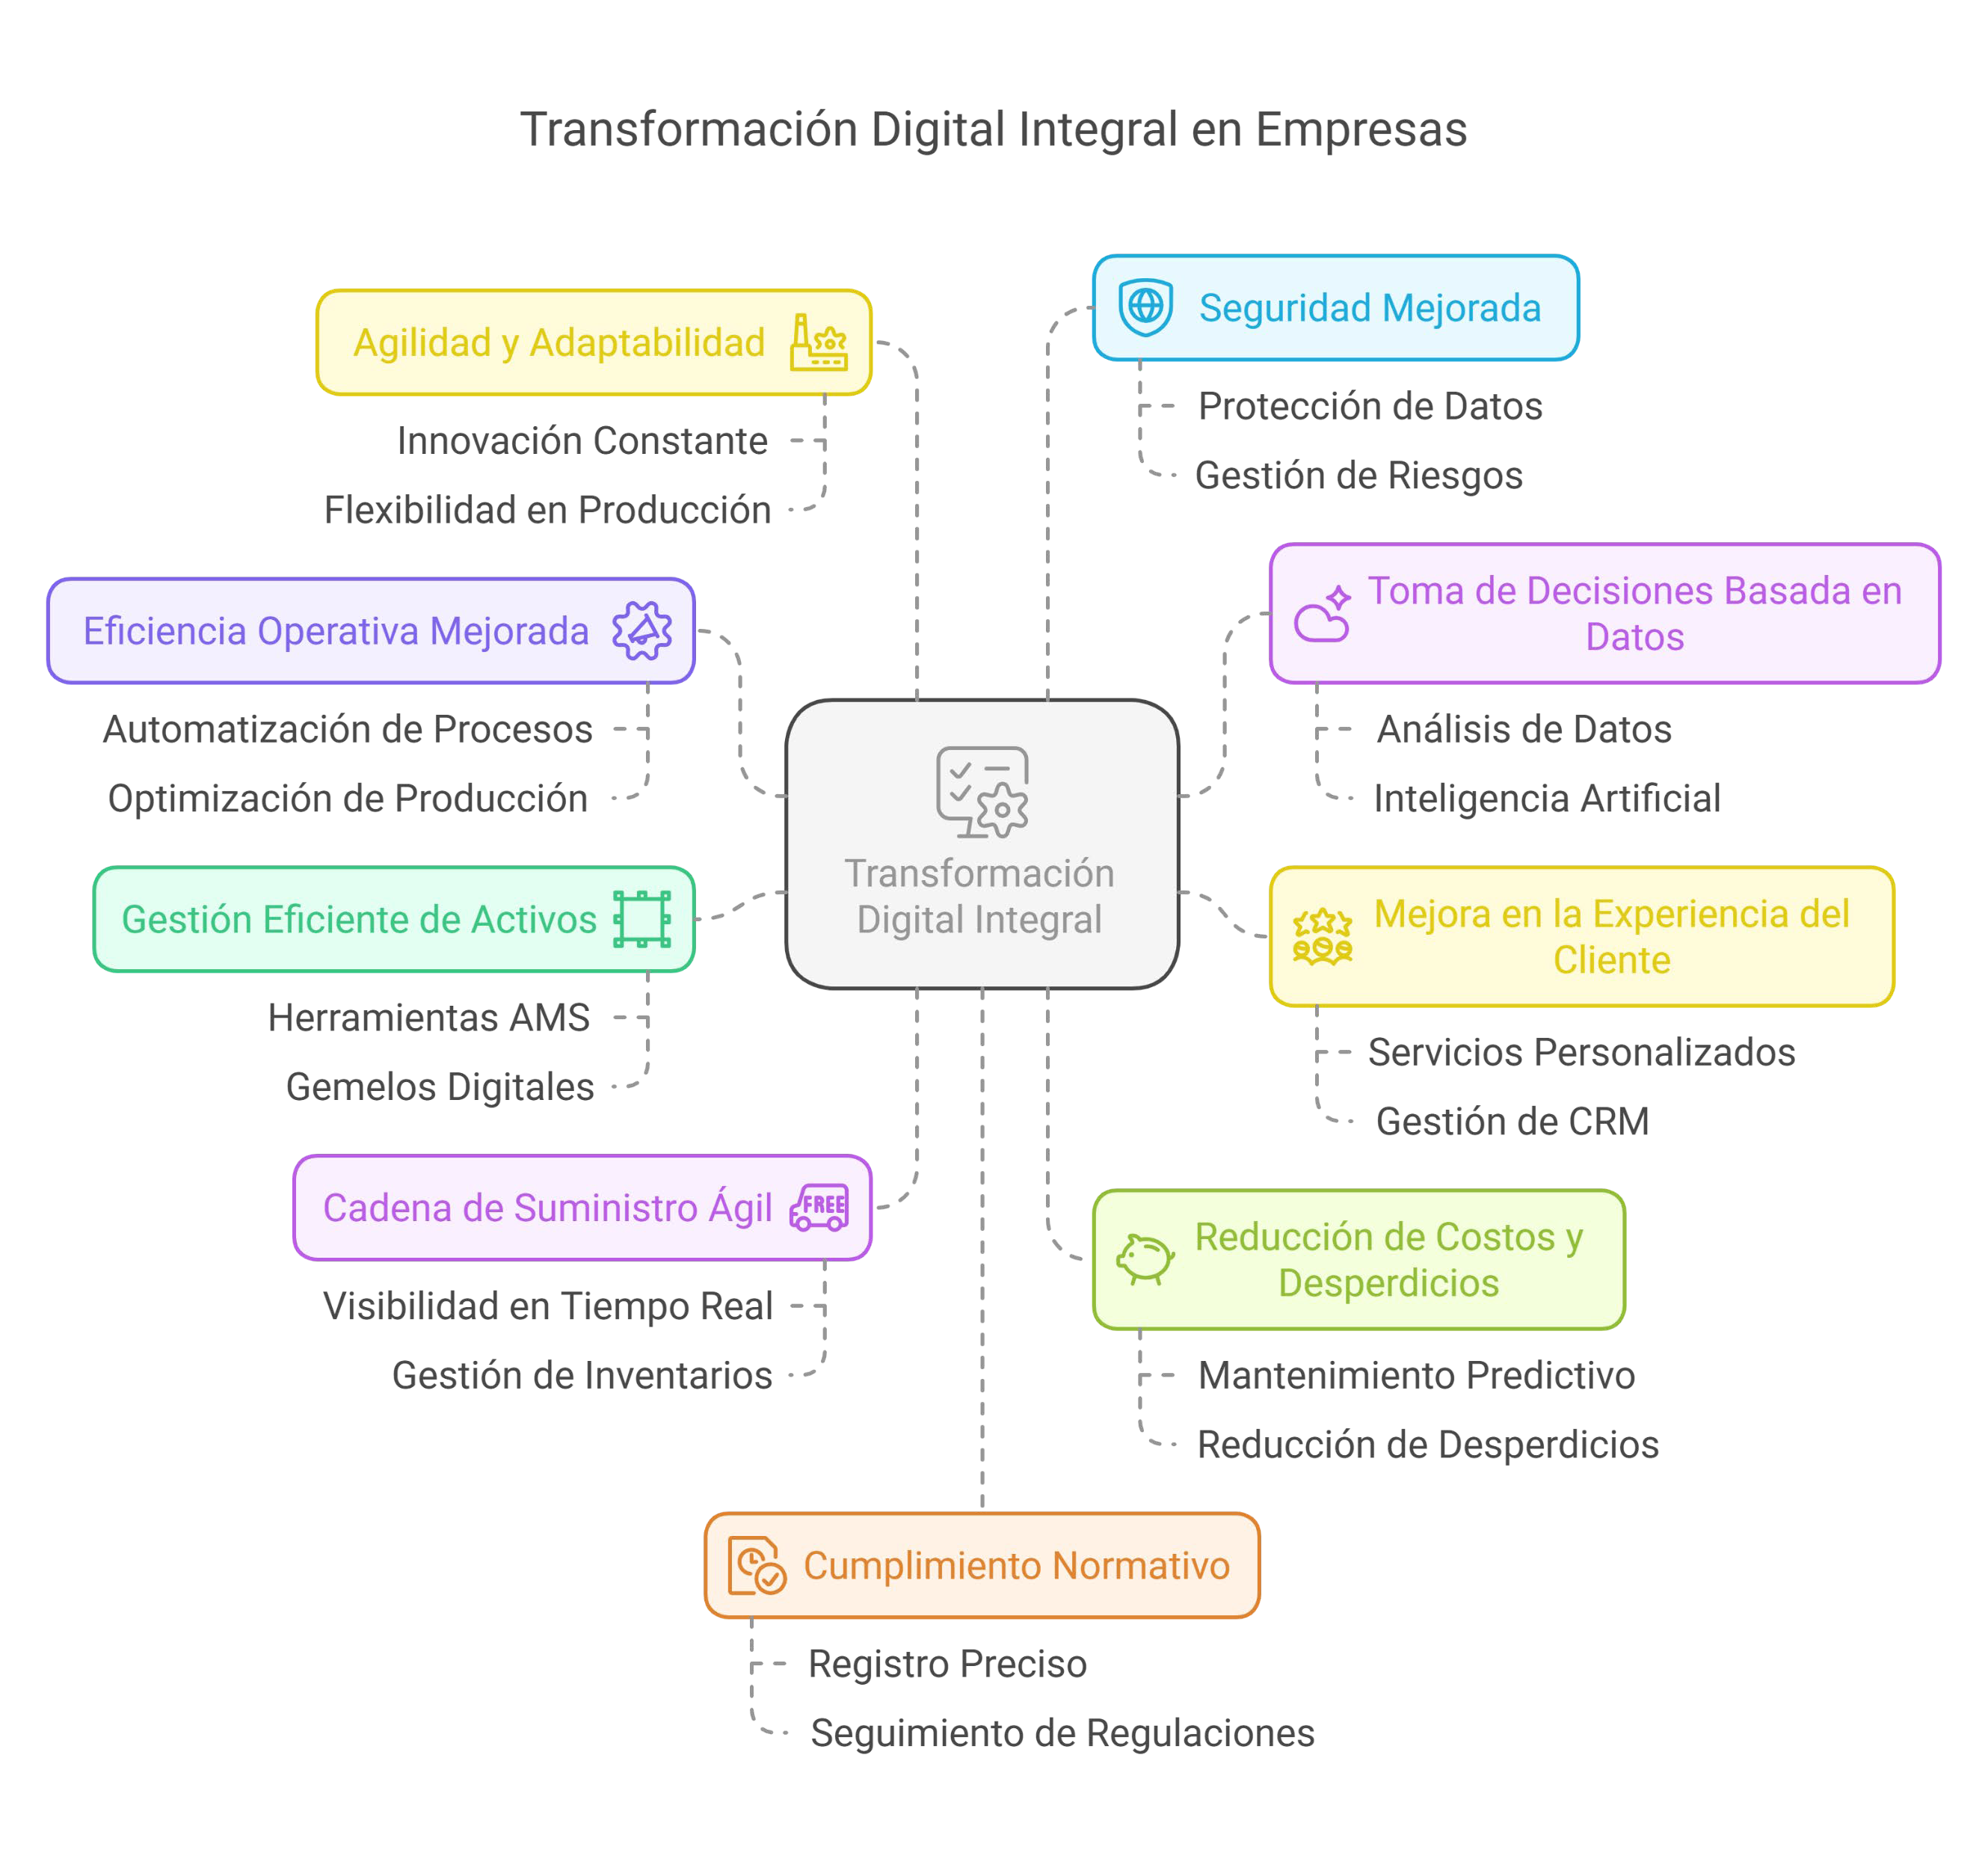 Transformación Digital Integral en Empresas
Agilidad y Adaptabilidad
Innovación Constante
Flexibilidad en Producción
Eficiencia Operativa Mejorada
Automatización de Procesos
Optimización de Producción
Gestión Eficiente de Activos
Herramientas AMS
Gemelos Digitales
Cadena de Suministro Ágil
FREE
Visibilidad en Tiempo Real
Gestión de Inventarios
Transformación
Digital Integral
Seguridad Mejorada
Protección de Datos
Gestión de Riesgos
Toma de Decisiones Basada en
Datos
Análisis de Datos
Inteligencia Artificial
Mejora en la Experiencia del
Cliente
Servicios Personalizados
Gestión de CRM
Reducción de Costos y
Desperdicios
Mantenimiento Predictivo
Reducción de Desperdicios
Cumplimiento Normativo
Registro Preciso
Seguimiento de Regulaciones